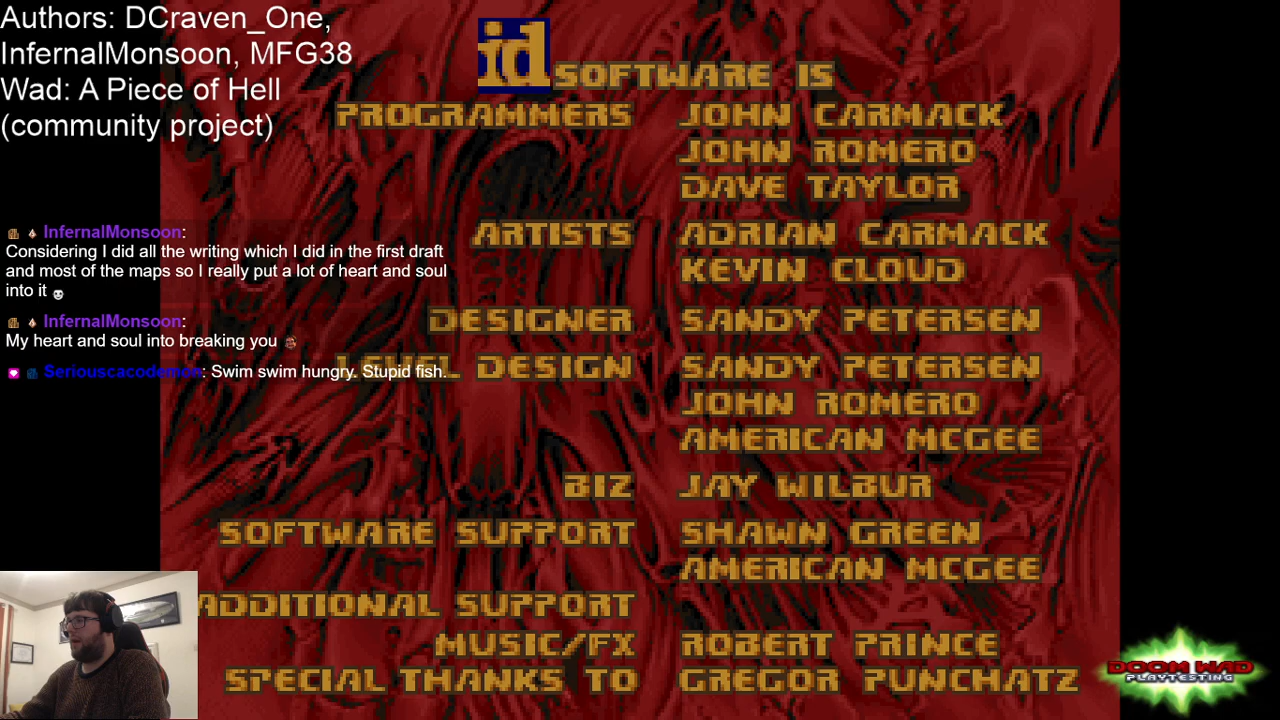 Authors: DCraven_One,
InfernalMonsoon, MFG38
Wad: A Piece of Hell
(community project)
id SOFTWARE IS
PROGRAMMERS JOHN CARMACK
JOHN ROMERO
DAVE TAYLOR
ARTISTS ADRIAN CARMACK
KEVIN CLOUD
DESIGNER SANDY PETERSEN
LEVEL DESIGN SANDY PETERSEN
JOHN ROMERO
AMERICAN MCGEE
BIZ JAY WILBUR
SOFTWARE SUPPORT SHAWN GREEN
AMERICAN MCGEE
ADDITIONAL SUPPORT
MUSIC/FX ROBERT PRINCE
SPECIAL THANKS TO GREGOR PUNCHATZ
InfernalMonsoon:
Considering I did all the writing which I did in the first draft
and most of the maps so I really put a lot of heart and soul
into it
InfernalMonsoon:
My heart and soul into breaking you
Seriouscacodemon: Swim swim hungry. Stupid fish.
DOOM WAD
PLAYTESTING